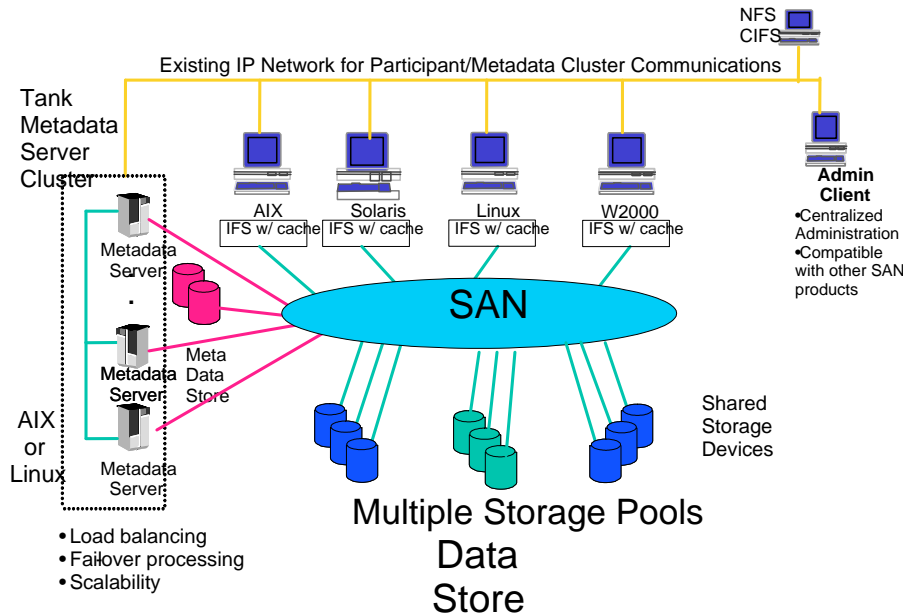 NFS
CIFS
Existing IP Network for Participant/Metadata Cluster Communications
Tank
Metadata
Server
Cluster
AIX
IFS w/ cache
Solaris
IFS w/ cache
Linux
IFS w/ cache
W2000
IFS w/ cache
Admin
Client
•Centralized
Administration
•Compatible
with other SAN
products
Metadata
Server
.
.
Metadata
Server
Metadata
Server
Meta
Data
Store
SAN
AIX
or
Linux
Shared
Storage
Devices
Multiple Storage Pools
Data
Store
• Load balancing
• Failover processing
• Scalability